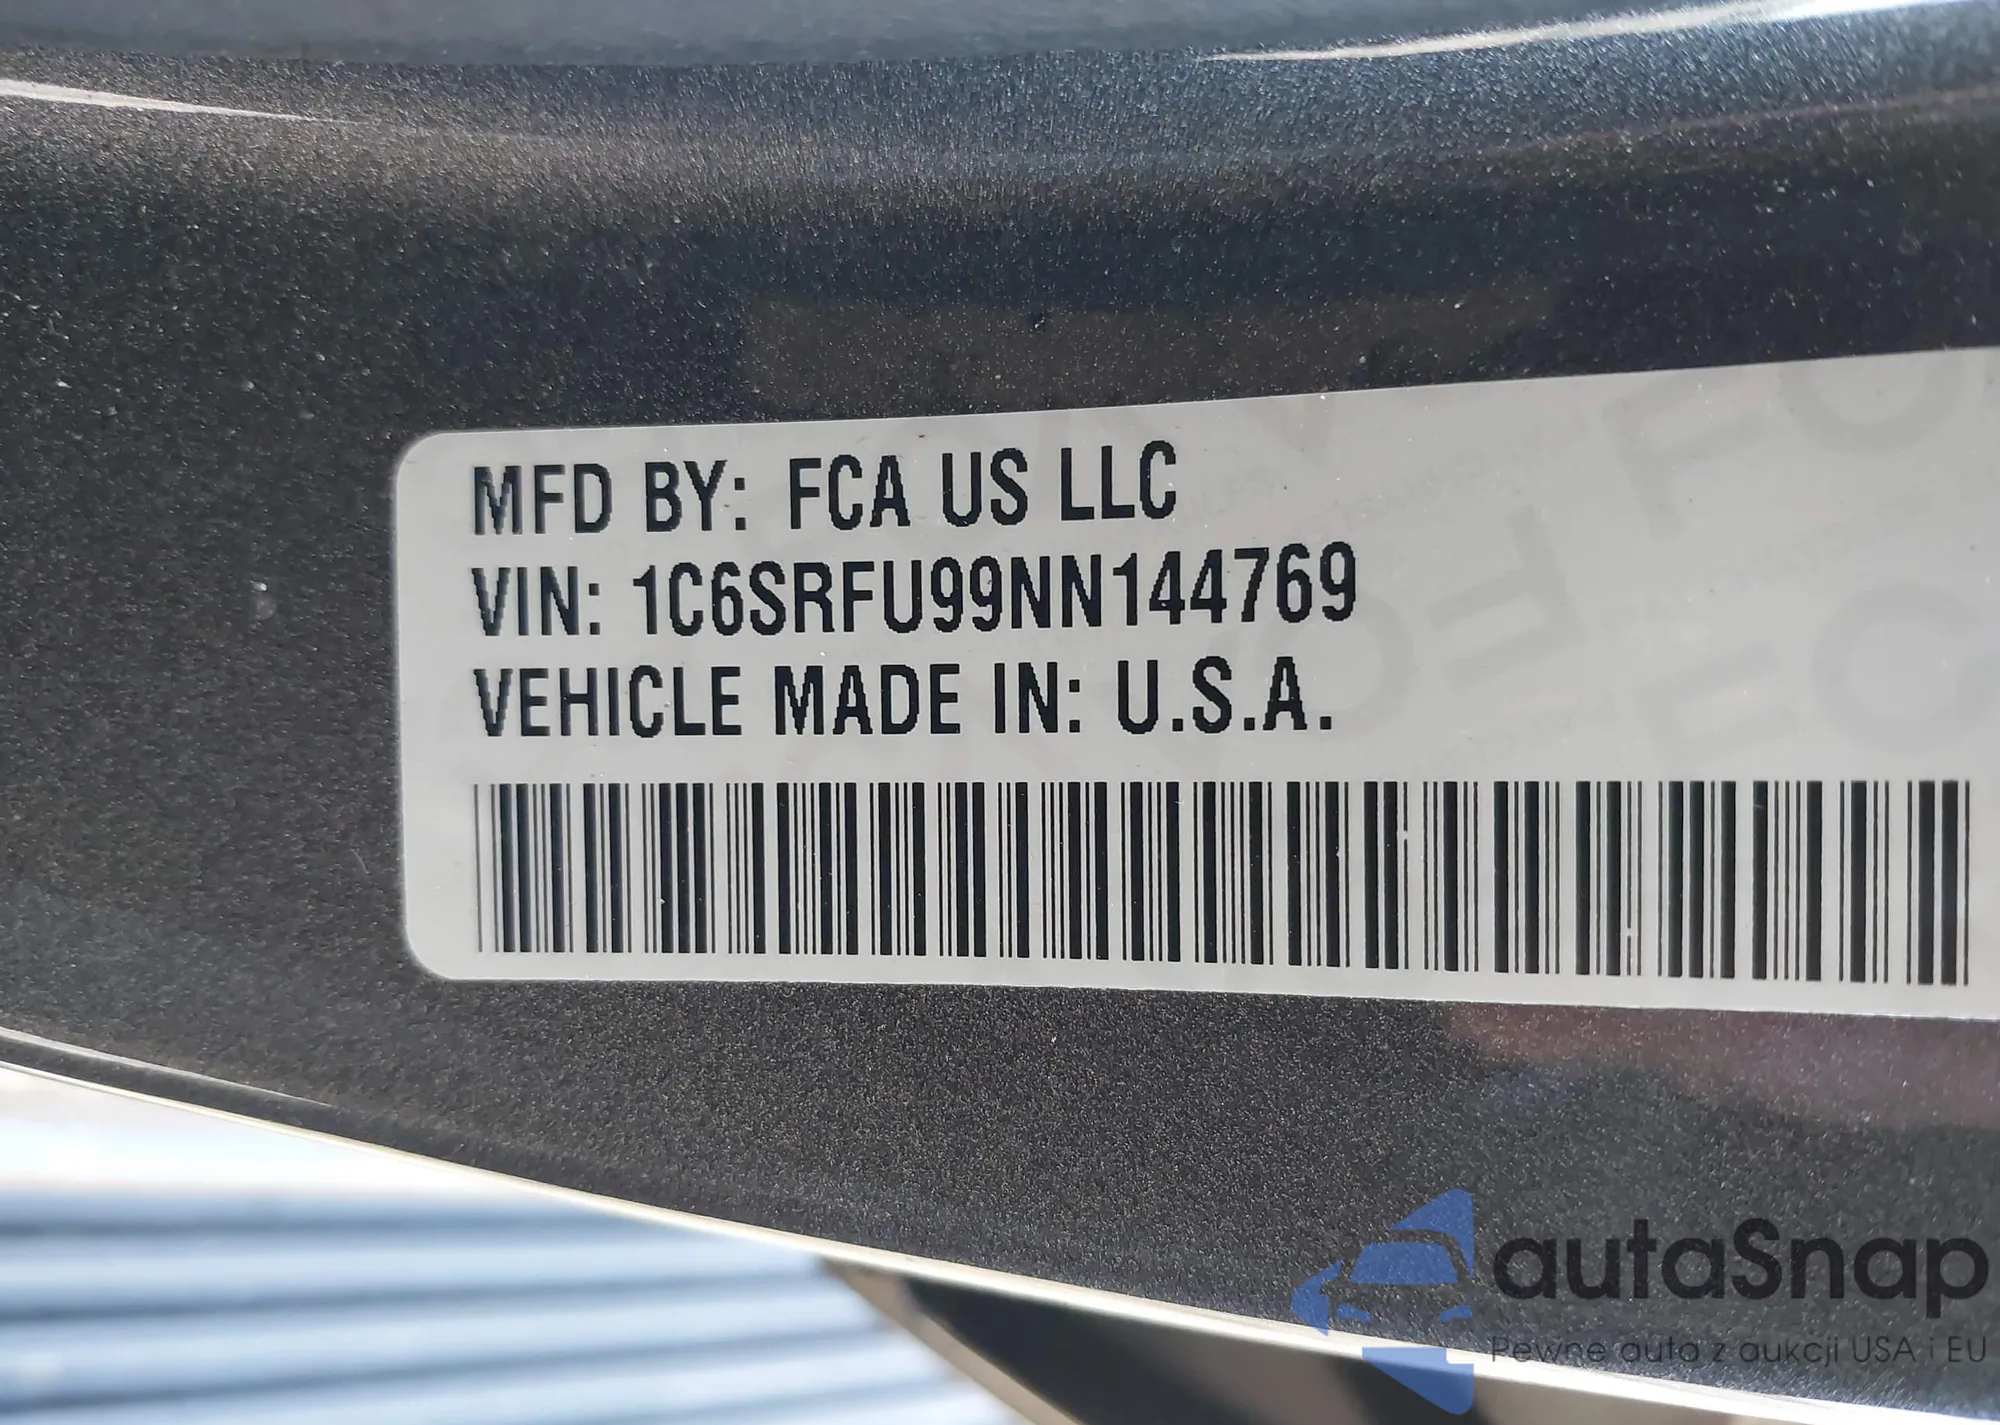 MFD BY: FCA US LLC
VIN: 1C6SRFU99NN144769
VEHICLE MADE IN: U.S.A.
autaSnap
Pewne auta z aukcji USA i EU